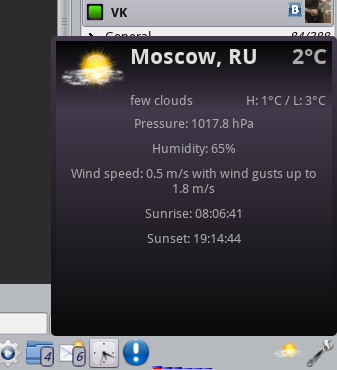 VK
B
General 84/288
Moscow, RU 2°C
few clouds H: 1°C / L: 3°C
Pressure: 1017.8 hPa
Humidity: 65%
Wind speed: 0.5 m/s with wind gusts up to
1.8 m/s
Sunrise: 08:06:41
Sunset: 19:14:44
4 6